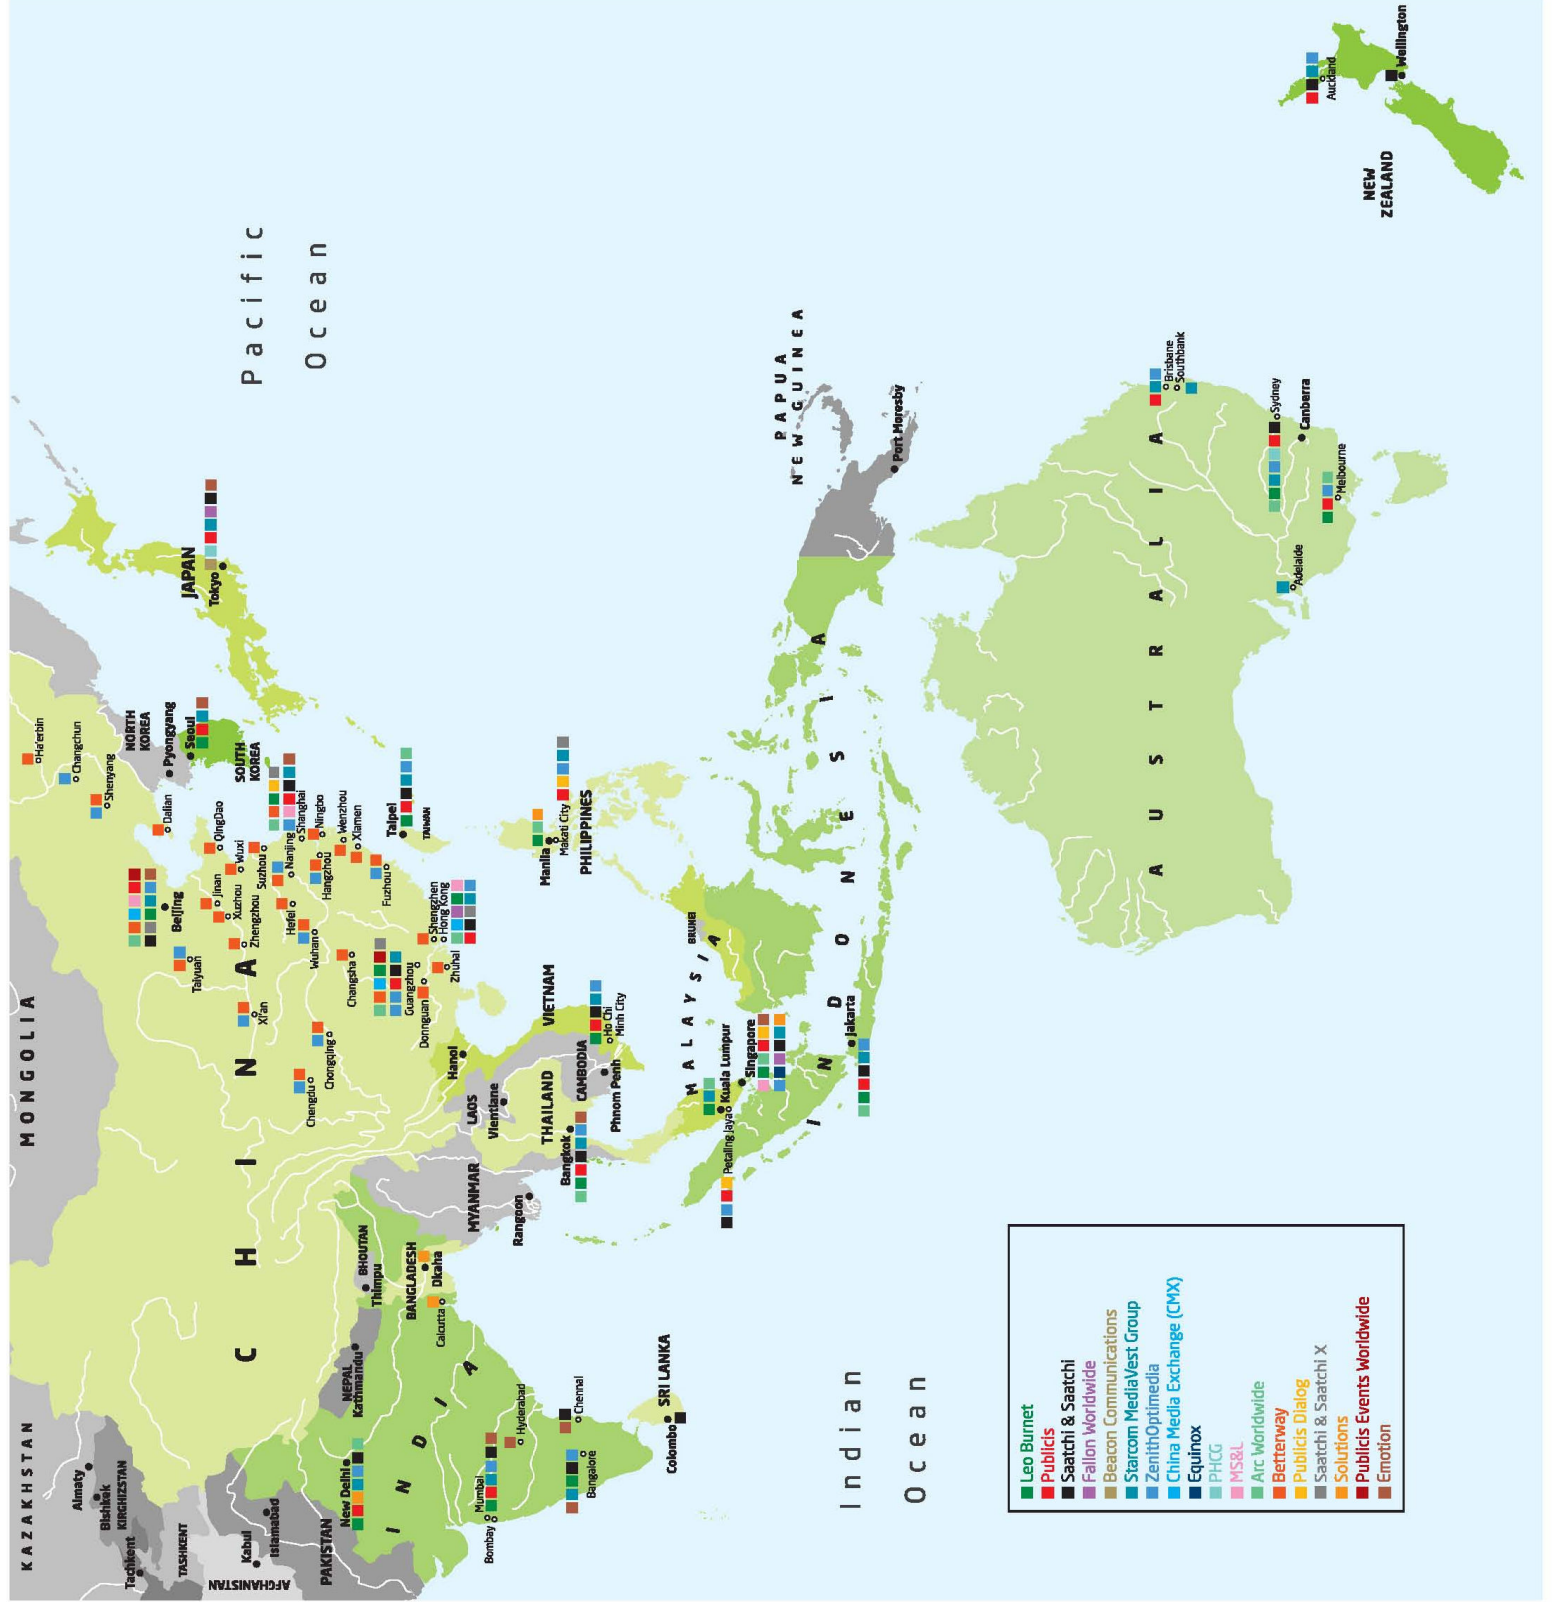 KAZAKHSTAN
MONGOLIA
Almaty
Bishkek
KIRGHIZSTAN
Tachkent
TASHKENT
Kabul
AFGHANISTAN
Islamabad
PAKISTAN
CHINA
Ha'erbin
Changchun
Shenyang
NORTH
KOREA
Pyongyang
Seoul
SOUTH
KOREA
JAPAN
Tokyo
Pacific
Ocean
Dalian
Beijing
Taiyuan
QingDao
Jinan
Wuxi
Xuzhou
Zhengzhou
Suzhou
Nanjing
Shanghai
Ningbo
Hefei
Hangzhou
Wenzhou
Xiamen
Wuhan
Xi'an
Chengdu
Chongqing
Changsha
Fuzhou
Guangzhou
Donnguan
Shengzhen
Hong Kong
Zhuhai
Taipei
TAIWAN
NEPAL
Kathmandu
BHOUTAN
Thimpu
BANGLADESH
Dkaha
Calcutta
INDIA
New Delhi
Mumbai
Bombay
Hyderabad
Chennai
Bangalore
SRI LANKA
Colombo
MYANMAR
Rangoon
LAOS
Vientiane
Hanoi
VIETNAM
THAILAND
Bangkok
CAMBODIA
Phnom Penh
Ho Chi
Minh City
Manila
Makati City
PHILIPPINES
BRUNEI
MALAYSIA
Kuala Lumpur
Petaling Jaya
Singapore
INDONESIA
Jakarta
PAPUA
NEW GUINEA
Port Moresby
Indian
Ocean
AUSTRALIA
Brisbane
Southbank
Sydney
Canberra
Melbourne
Adelaide
NEW
ZEALAND
Auckland
Wellington
Leo Burnet
Publicis
Saatchi & Saatchi
Fallon Worldwide
Beacon Communications
Starcom MediaVest Group
ZenithOptimedia
China Media Exchange (CMX)
Equinox
PHCG
MS&L
Arc Worldwide
Betterway
Publicis Dialog
Saatchi & Saatchi X
Solutions
Publicis Events Worldwide
Emotion